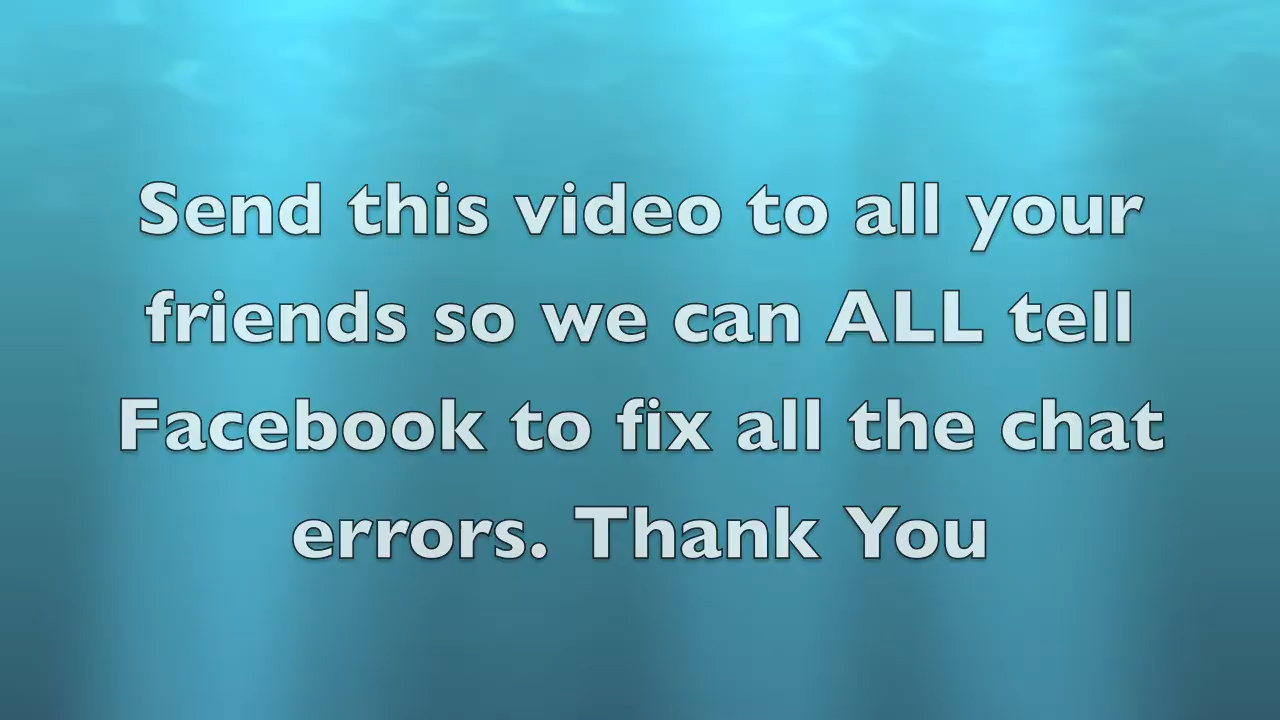 Send this video to all your
friends so we can ALL tell
Facebook to fix all the chat
errors. Thank You